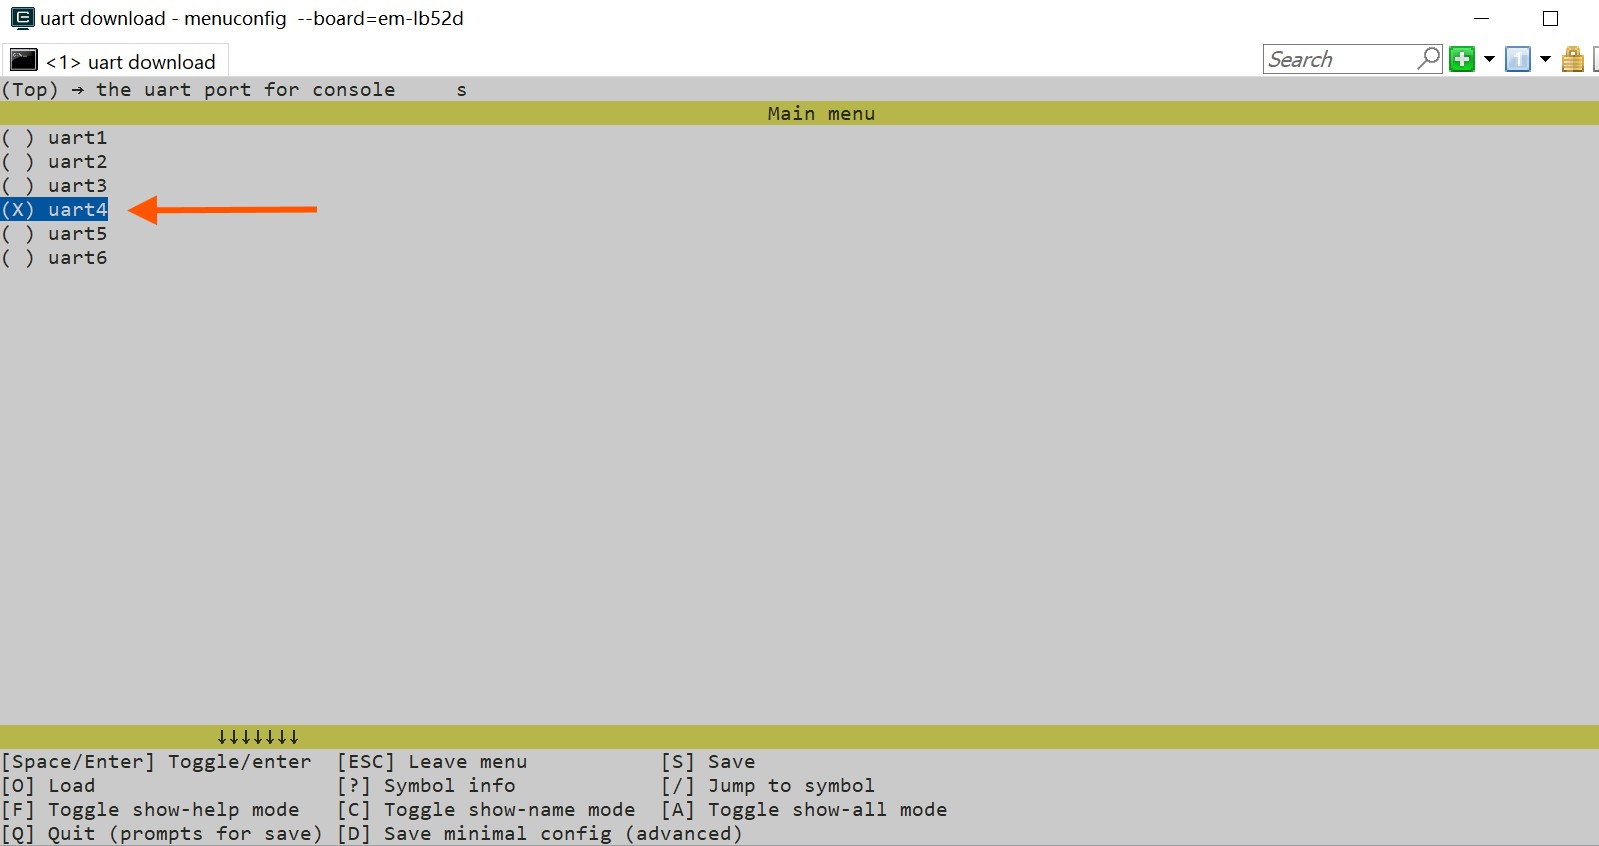 uart download - menuconfig  --board=em-lb52d
<1> uart download
Search
(Top) → the uart port for console     s
Main menu
( ) uart1
( ) uart2
( ) uart3
(X) uart4
( ) uart5
( ) uart6
↓↓↓↓↓↓↓
[Space/Enter] Toggle/enter  [ESC] Leave menu           [S] Save
[O] Load                    [?] Symbol info            [/] Jump to symbol
[F] Toggle show-help mode   [C] Toggle show-name mode  [A] Toggle show-all mode
[Q] Quit (prompts for save) [D] Save minimal config (advanced)